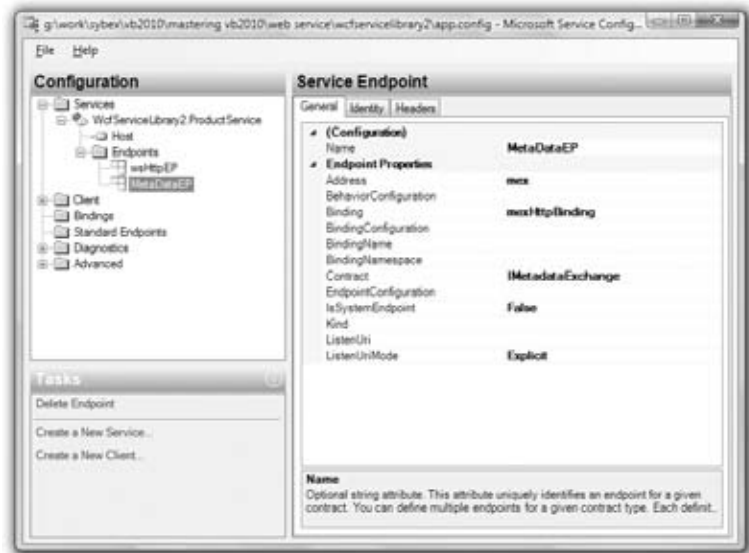 g:\work\sybex\vb2010\mastering vb2010\web service\wcfservicelibrary2\app.config - Microsoft Service Config...
File Help
Configuration
Services
WcfServiceLibrary2.ProductService
Host
Endpoints
wsHttpEP
MetaDataEP
Client
Bindings
Standard Endpoints
Diagnostics
Advanced
Tasks
Delete Endpoint
Create a New Service...
Create a New Client...
Service Endpoint
General Identity Headers
(Configuration)
Name MetaDataEP
Endpoint Properties
Address mex
BehaviorConfiguration
Binding mexHttpBinding
BindingConfiguration
BindingName
BindingNamespace
Contract IMetadataExchange
EndpointConfiguration
IsSystemEndpoint False
Kind
ListenUri
ListenUriMode Explicit
Name
Optional string attribute. This attribute uniquely identifies an endpoint for a given
contract. You can define multiple endpoints for a given contract type. Each definit...